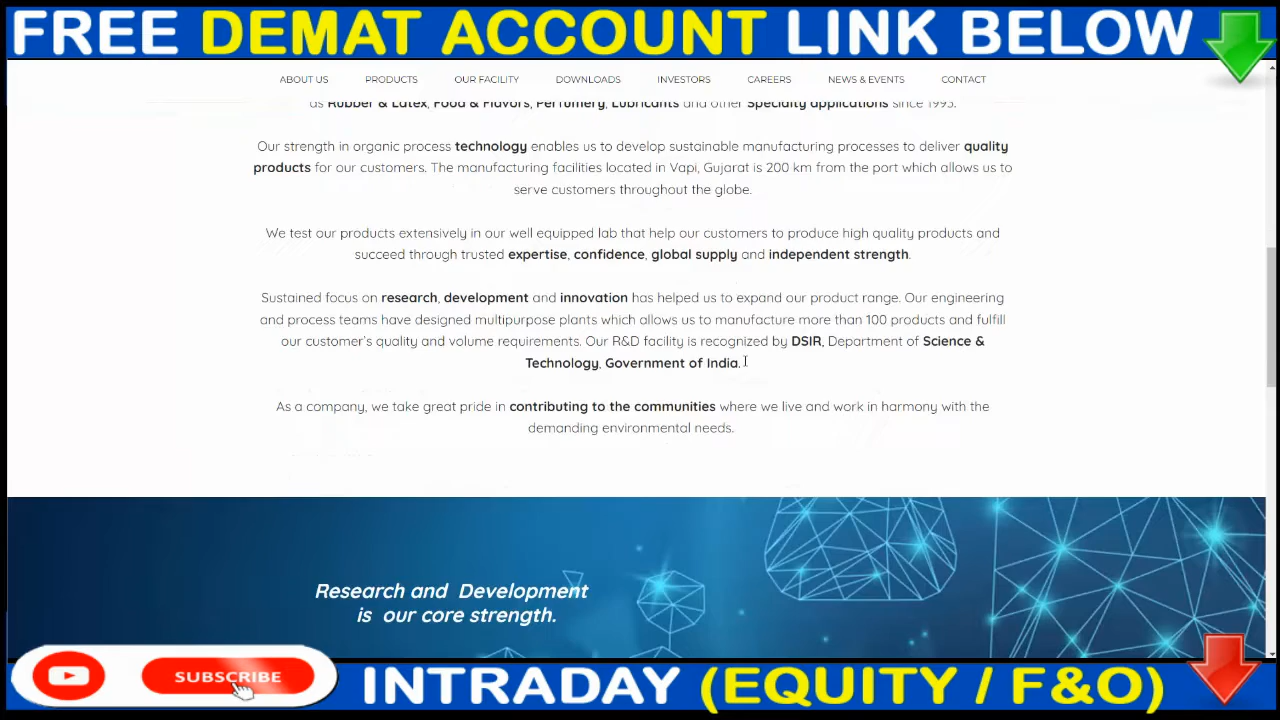 FREE DEMAT ACCOUNT LINK BELOW
ABOUT US PRODUCTS OUR FACILITY DOWNLOADS INVESTORS CAREERS NEWS & EVENTS CONTACT
as Rubber & Latex, Food & Flavors, Perfumery, Lubricants and other Specialty applications since 1993.
Our strength in organic process technology enables us to develop sustainable manufacturing processes to deliver quality
products for our customers. The manufacturing facilities located in Vapi, Gujarat is 200 km from the port which allows us to
serve customers throughout the globe.
We test our products extensively in our well equipped lab that help our customers to produce high quality products and
succeed through trusted expertise, confidence, global supply and independent strength.
Sustained focus on research, development and innovation has helped us to expand our product range. Our engineering
and process teams have designed multipurpose plants which allows us to manufacture more than 100 products and fulfill
our customer's quality and volume requirements. Our R&D facility is recognized by DSIR, Department of Science &
Technology, Government of India.
As a company, we take great pride in contributing to the communities where we live and work in harmony with the
demanding environmental needs.
Research and Development
is our core strength.
SUBSCRIBE
INTRADAY (EQUITY / F&O)